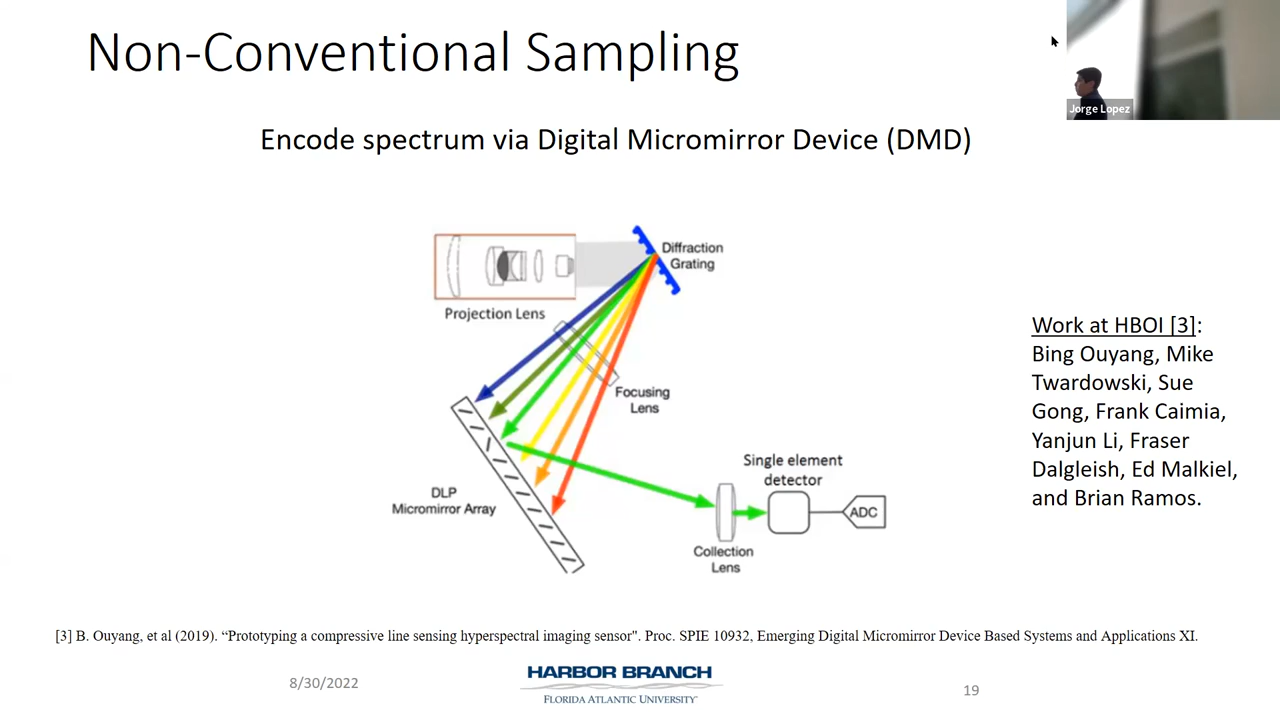 Non-Conventional Sampling
Jorge Lopez
Encode spectrum via Digital Micromirror Device (DMD)
Diffraction
Grating
Projection Lens
Focusing
Lens
DLP
Micromirror Array
Single element
detector
ADC
Collection
Lens
Work at HBOI [3]:
Bing Ouyang, Mike
Twardowski, Sue
Gong, Frank Caimia,
Yanjun Li, Fraser
Dalgleish, Ed Malkiel,
and Brian Ramos.
[3] B. Ouyang, et al (2019). “Prototyping a compressive line sensing hyperspectral imaging sensor". Proc. SPIE 10932, Emerging Digital Micromirror Device Based Systems and Applications XI.
8/30/2022
HARBOR BRANCH
FLORIDA ATLANTIC UNIVERSITY
19